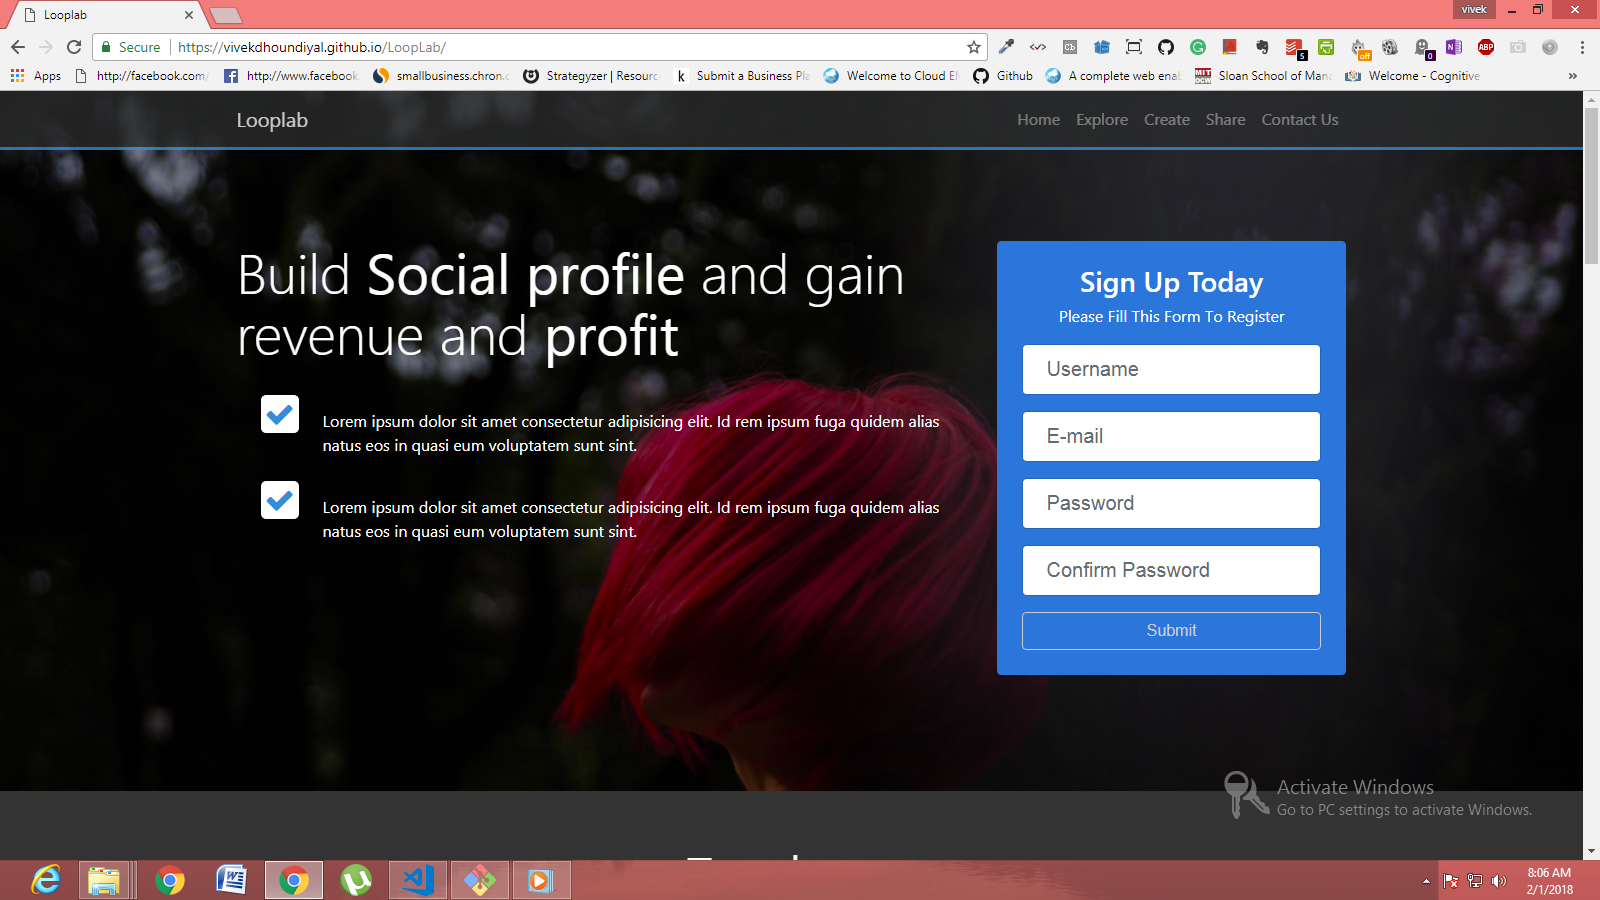 Looplab
vivek
Secure
https://vivekdhoundiyal.github.io/LoopLab/
Apps
http://facebook.com/
http://www.facebook.
smallbusiness.chron.c
Strategyzer | Resourc
Submit a Business Pla
Welcome to Cloud E
Github
A complete web enab
Sloan School of Mana
Welcome - Cognitive
»
Looplab
Home Explore Create Share Contact Us
Build Social profile and gain
revenue and profit
Lorem ipsum dolor sit amet consectetur adipisicing elit. Id rem ipsum fuga quidem alias
natus eos in quasi eum voluptatem sunt sint.
Lorem ipsum dolor sit amet consectetur adipisicing elit. Id rem ipsum fuga quidem alias
natus eos in quasi eum voluptatem sunt sint.
Sign Up Today
Please Fill This Form To Register
Username
E-mail
Password
Confirm Password
Submit
Activate Windows
Go to PC settings to activate Windows.
8:06 AM
2/1/2018